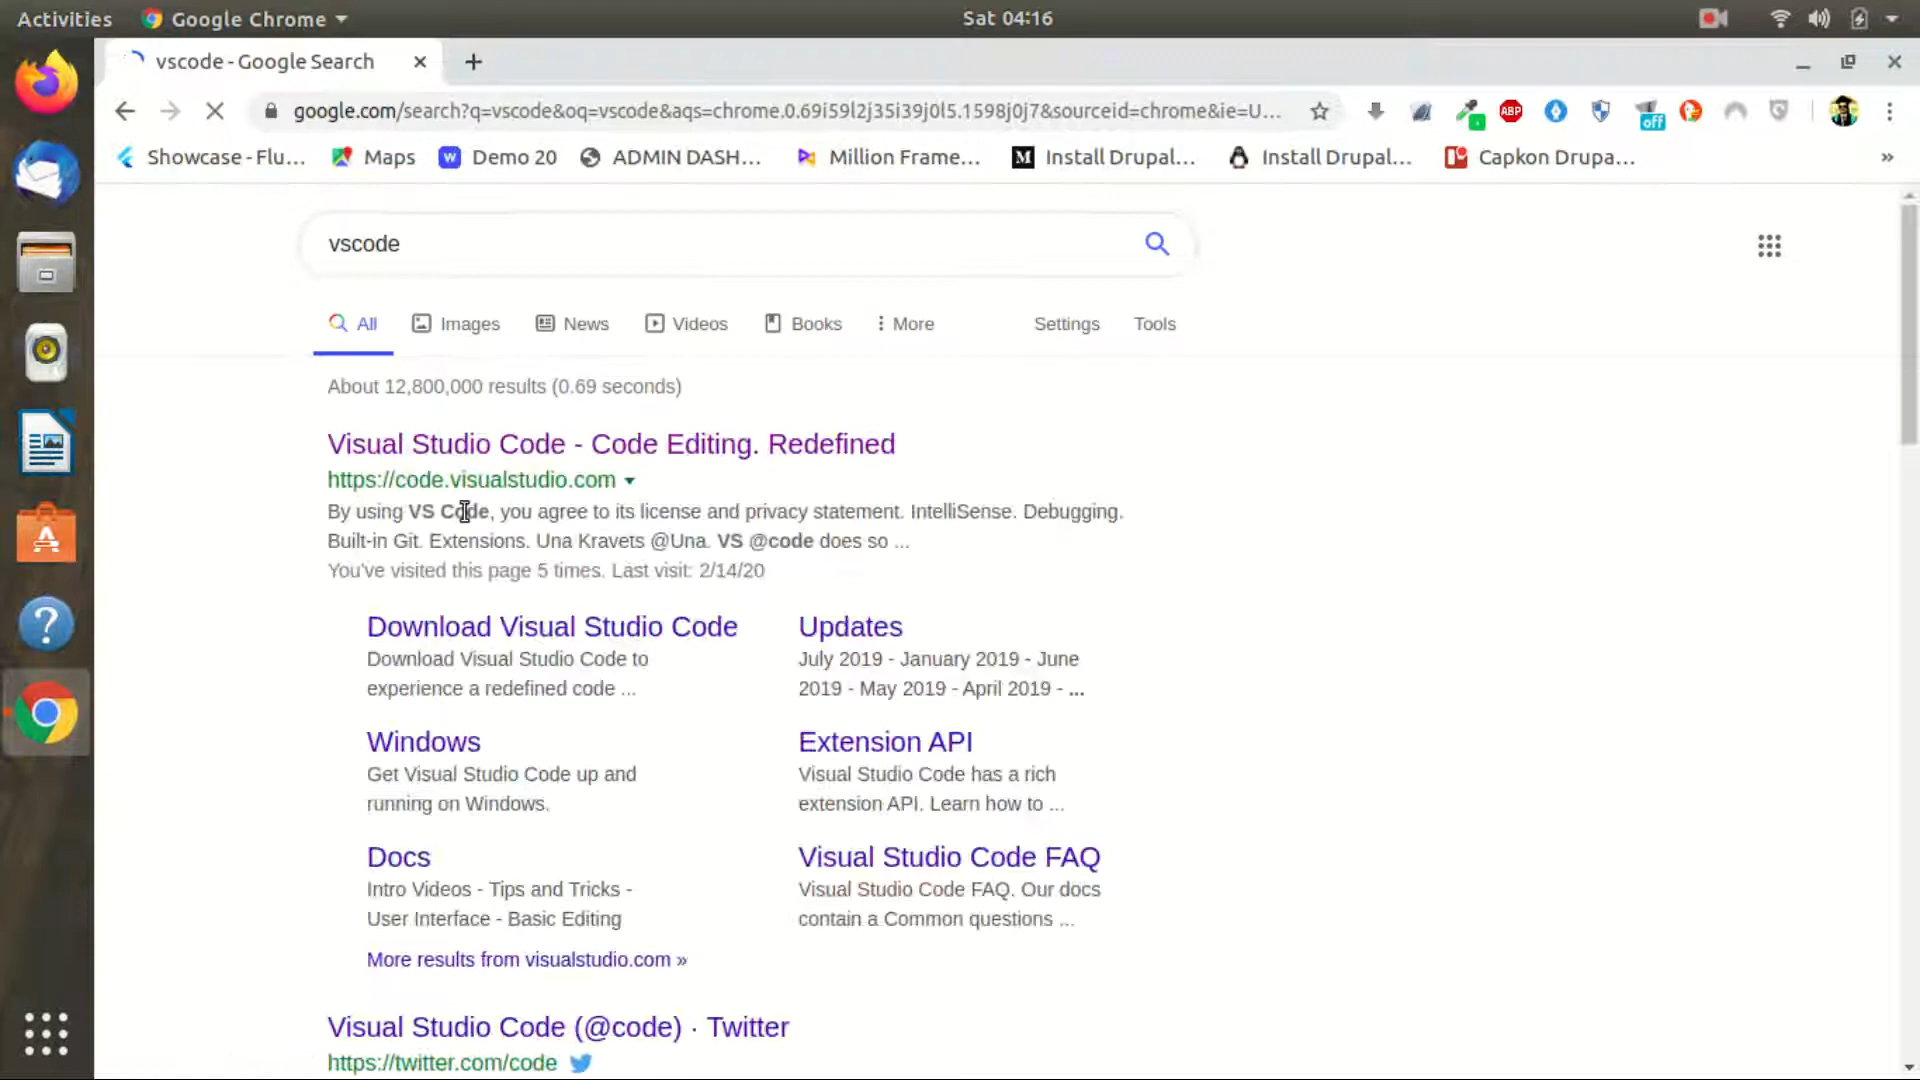 Activities Google Chrome Sat 04:16
vscode - Google Search
google.com/search?q=vscode&oq=vscode&aqs=chrome.0.69i59l2j35i39j0l5.1598j0j7&sourceid=chrome&ie=U...
ABP
off
Showcase - Flu... Maps W Demo 20 ADMIN DASH... Million Frame... M Install Drupal... Install Drupal... Capkon Drupa... »
vscode
All Images News Videos Books More Settings Tools
About 12,800,000 results (0.69 seconds)
Visual Studio Code - Code Editing. Redefined
https://code.visualstudio.com
By using VS Code, you agree to its license and privacy statement. IntelliSense. Debugging.
Built-in Git. Extensions. Una Kravets @Una. VS @code does so ...
You've visited this page 5 times. Last visit: 2/14/20
Download Visual Studio Code
Download Visual Studio Code to
experience a redefined code ...
Updates
July 2019 - January 2019 - June
2019 - May 2019 - April 2019 - ...
Windows
Get Visual Studio Code up and
running on Windows.
Extension API
Visual Studio Code has a rich
extension API. Learn how to ...
Docs
Intro Videos - Tips and Tricks -
User Interface - Basic Editing
Visual Studio Code FAQ
Visual Studio Code FAQ. Our docs
contain a Common questions ...
More results from visualstudio.com »
Visual Studio Code (@code) · Twitter
https://twitter.com/code